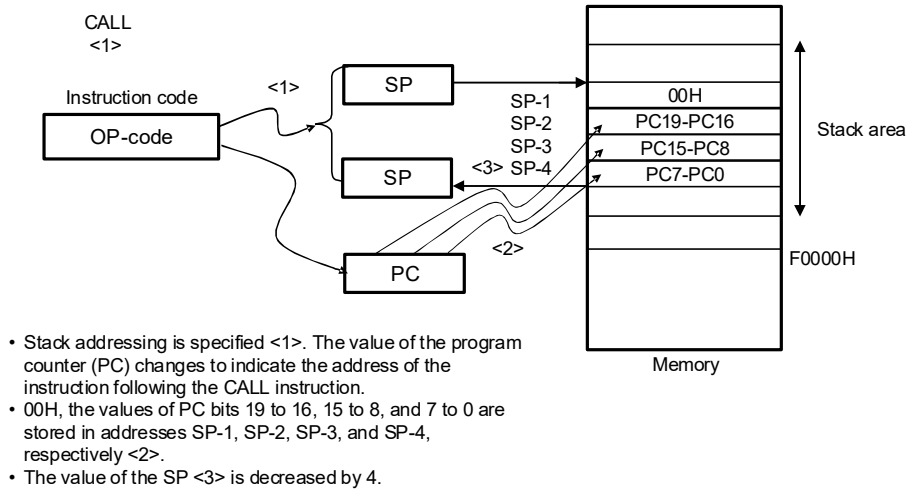 CALL
<1>
Instruction code
OP-code
<1>
SP
SP
PC
SP-1
SP-2
SP-3
<3> SP-4
<2>
00H
PC19-PC16
PC15-PC8
PC7-PC0
Stack area
F0000H
Memory
• Stack addressing is specified <1>. The value of the program
counter (PC) changes to indicate the address of the
instruction following the CALL instruction.
• 00H, the values of PC bits 19 to 16, 15 to 8, and 7 to 0 are
stored in addresses SP-1, SP-2, SP-3, and SP-4,
respectively <2>.
• The value of the SP <3> is decreased by 4.